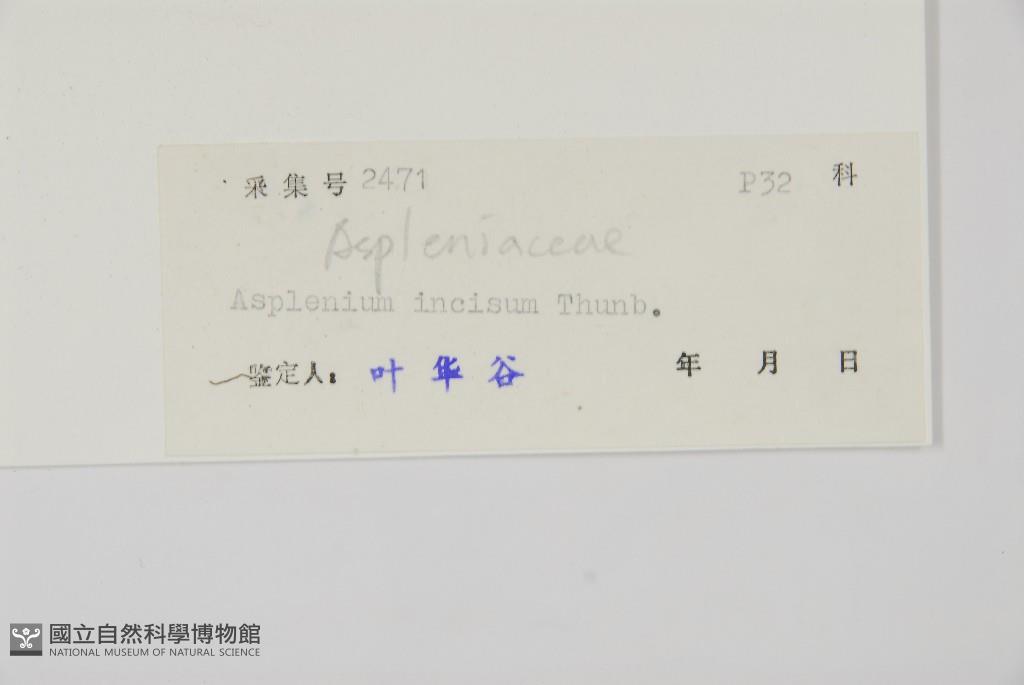 采集号 2471 P32 科
Aspleniaceae
Asplenium incisum Thunb.
鉴定人: 叶华谷 年 月 日
國立自然科學博物館
NATIONAL MUSEUM OF NATURAL SCIENCE